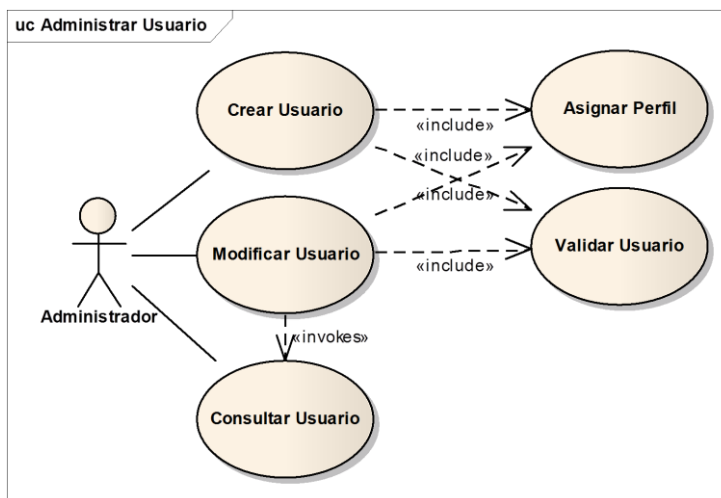 uc Administrar Usuario
Crear Usuario
Asignar Perfil
«include»
«include»
«include»
Modificar Usuario
Validar Usuario
«include»
Administrador
«invokes»
Consultar Usuario